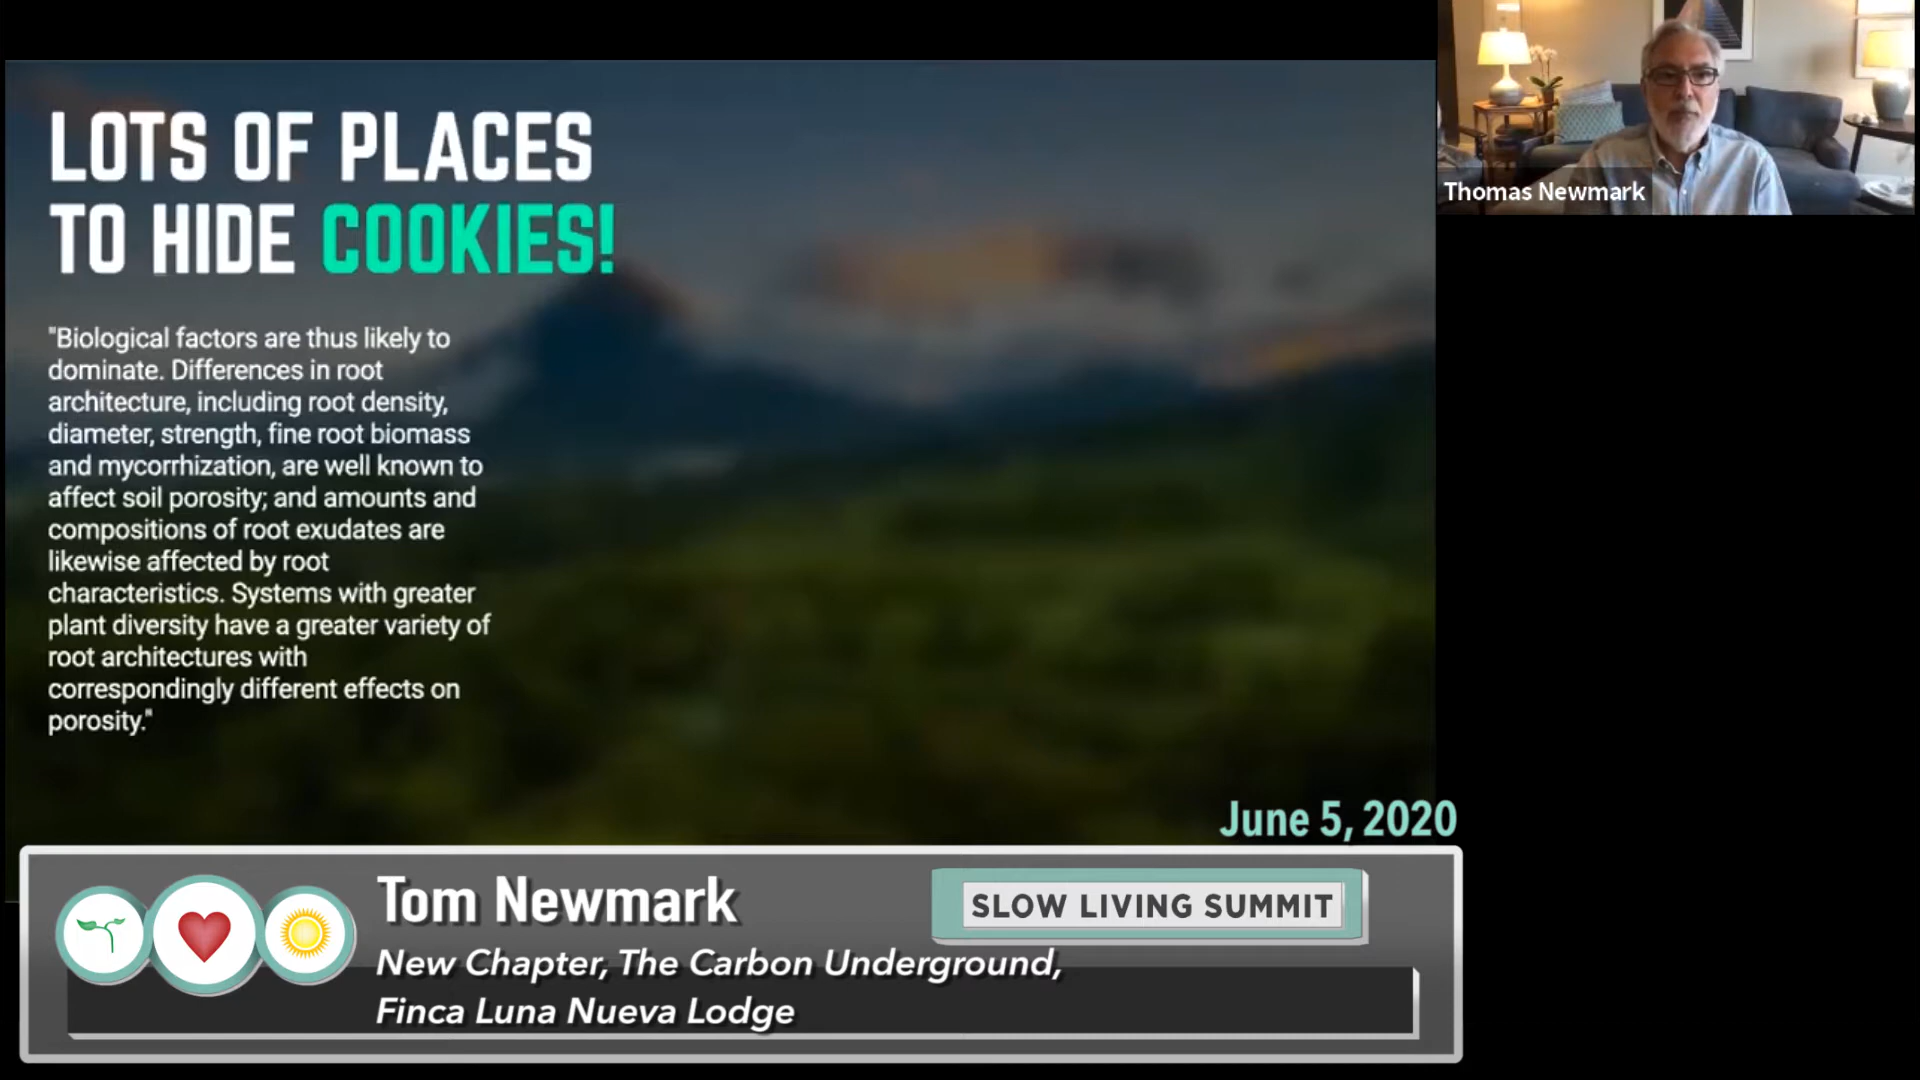 LOTS OF PLACES
TO HIDE COOKIES!
"Biological factors are thus likely to
dominate. Differences in root
architecture, including root density,
diameter, strength, fine root biomass
and mycorrhization, are well known to
affect soil porosity; and amounts and
compositions of root exudates are
likewise affected by root
characteristics. Systems with greater
plant diversity have a greater variety of
root architectures with
correspondingly different effects on
porosity."
Thomas Newmark
June 5, 2020
Tom Newmark
SLOW LIVING SUMMIT
New Chapter, The Carbon Underground,
Finca Luna Nueva Lodge